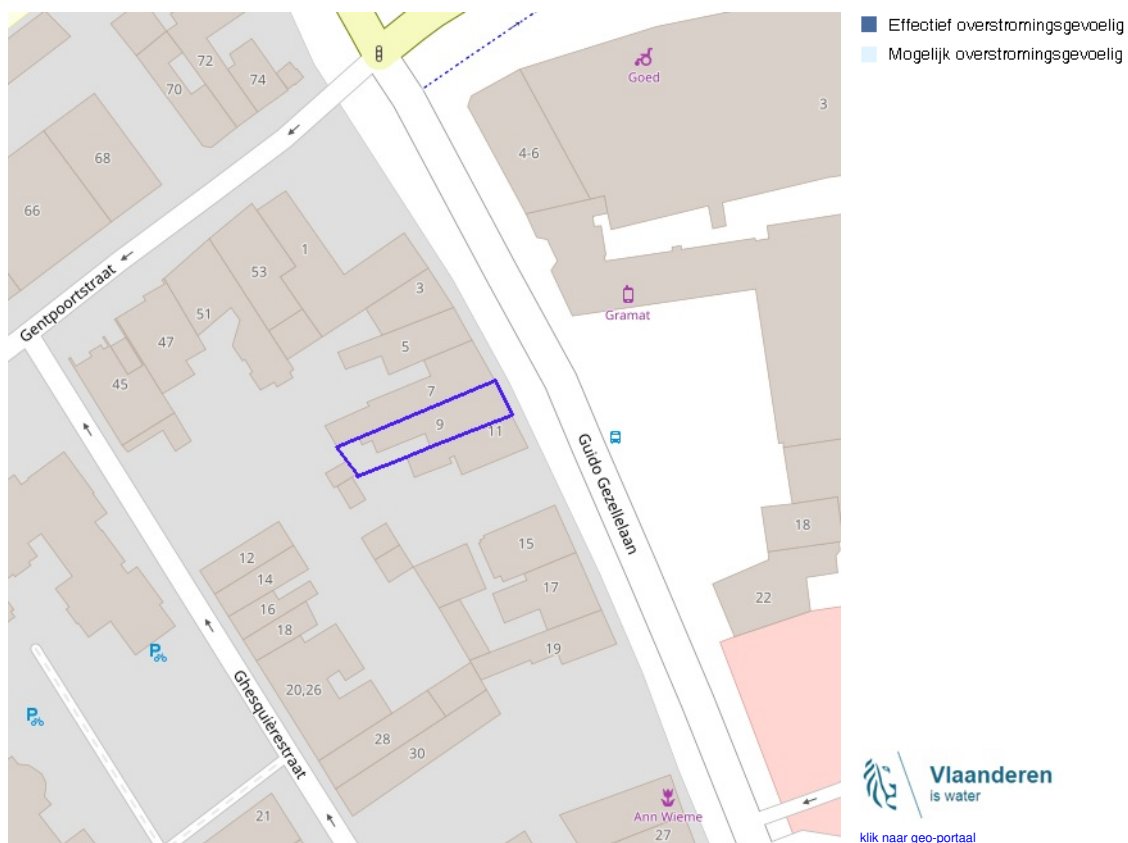 Effectief overstromingsgevoelig
Mogelijk overstromingsgevoelig
72
70
74
Goed
3
68
4-6
66
1
53
Gentpoortstraat
51
3
Gramat
47
5
45
7
9
11
Guido Gezellelaan
18
15
12
14
17
16
22
18
19
Ghesquièrestraat
20,26
28
30
21
Ann Wieme
27
P
P
Vlaanderen
is water
klik naar geo-portaal